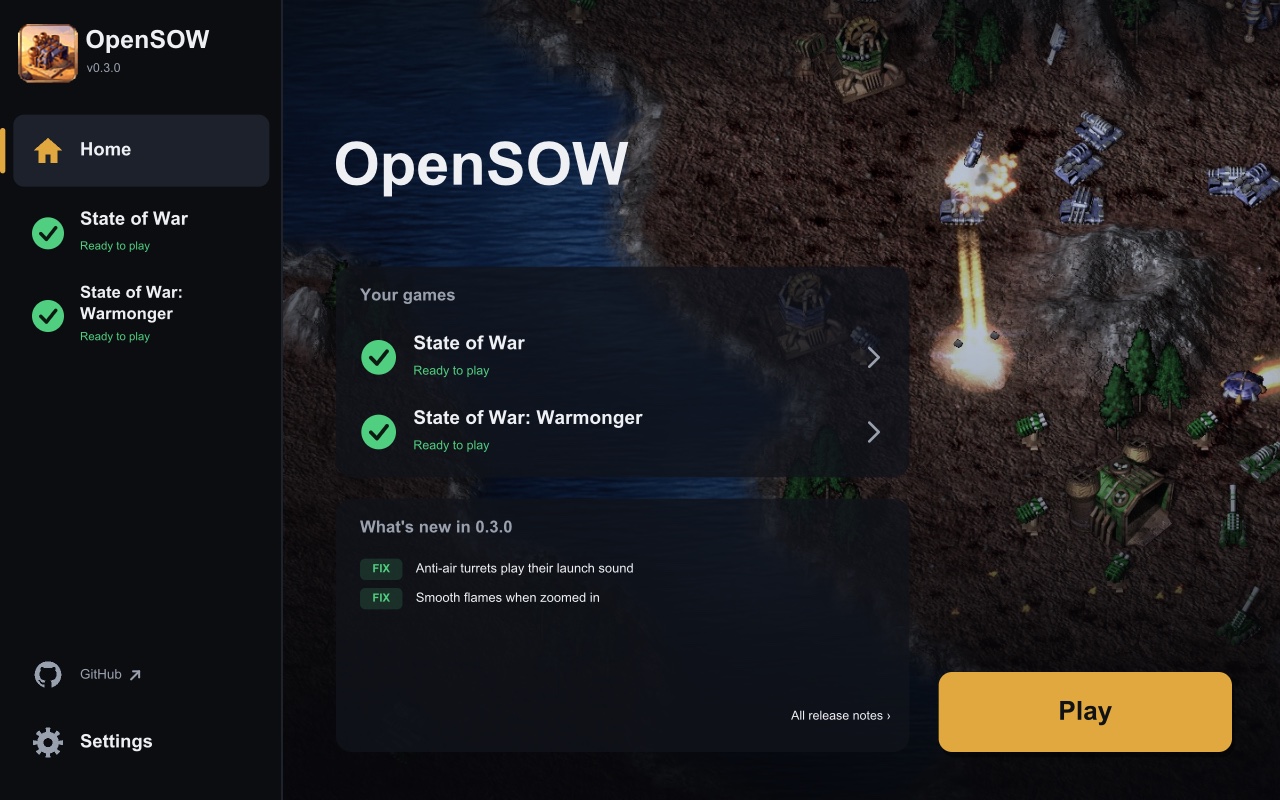 OpenSOW
v0.3.0
Home
State of War
Ready to play
State of War:
Warmonger
Ready to play
GitHub
Settings
OpenSOW
Your games
State of War
Ready to play
State of War: Warmonger
Ready to play
What's new in 0.3.0
FIX Anti-air turrets play their launch sound
FIX Smooth flames when zoomed in
All release notes ›
Play